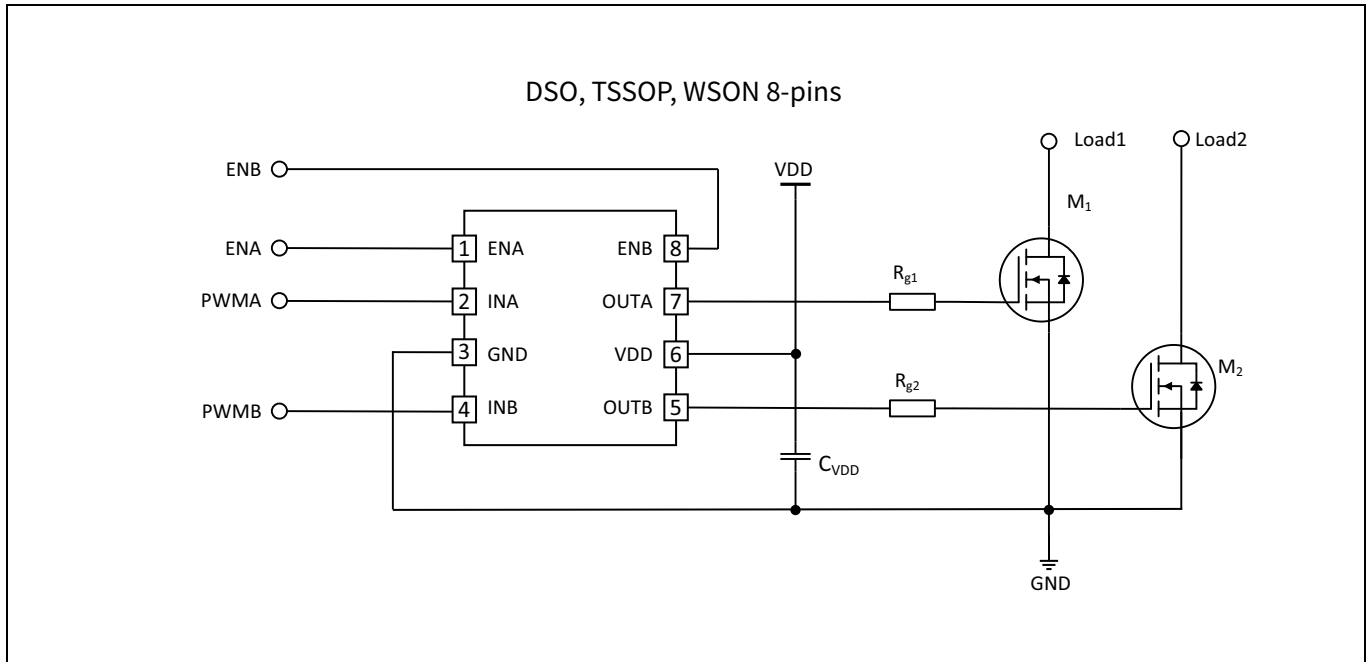 DSO, TSSOP, WSON 8-pins
Load1
Load2
ENB
VDD
M1
ENA
1
ENA
ENB
8
Rg1
PWMA
2
INA
OUTA
7
3
GND
VDD
6
M2
Rg2
PWMB
4
INB
OUTB
5
CVDD
GND